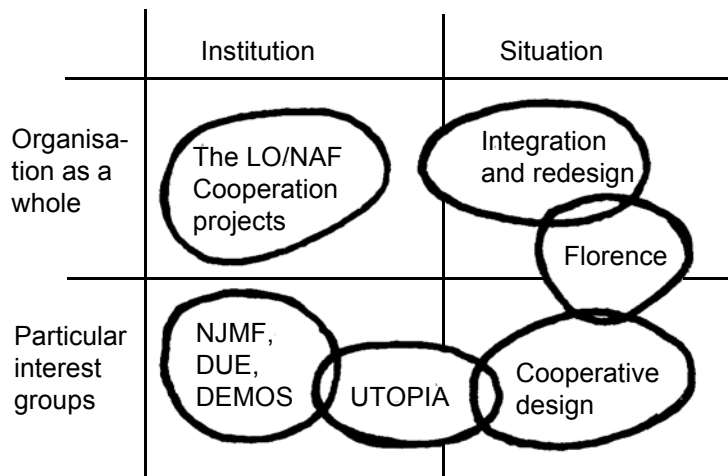 Institution
Situation
Organisa-
tion as a
whole
The LO/NAF
Cooperation
projects
Integration
and redesign
Florence
Particular
interest
groups
NJMF,
DUE,
DEMOS
UTOPIA
Cooperative
design